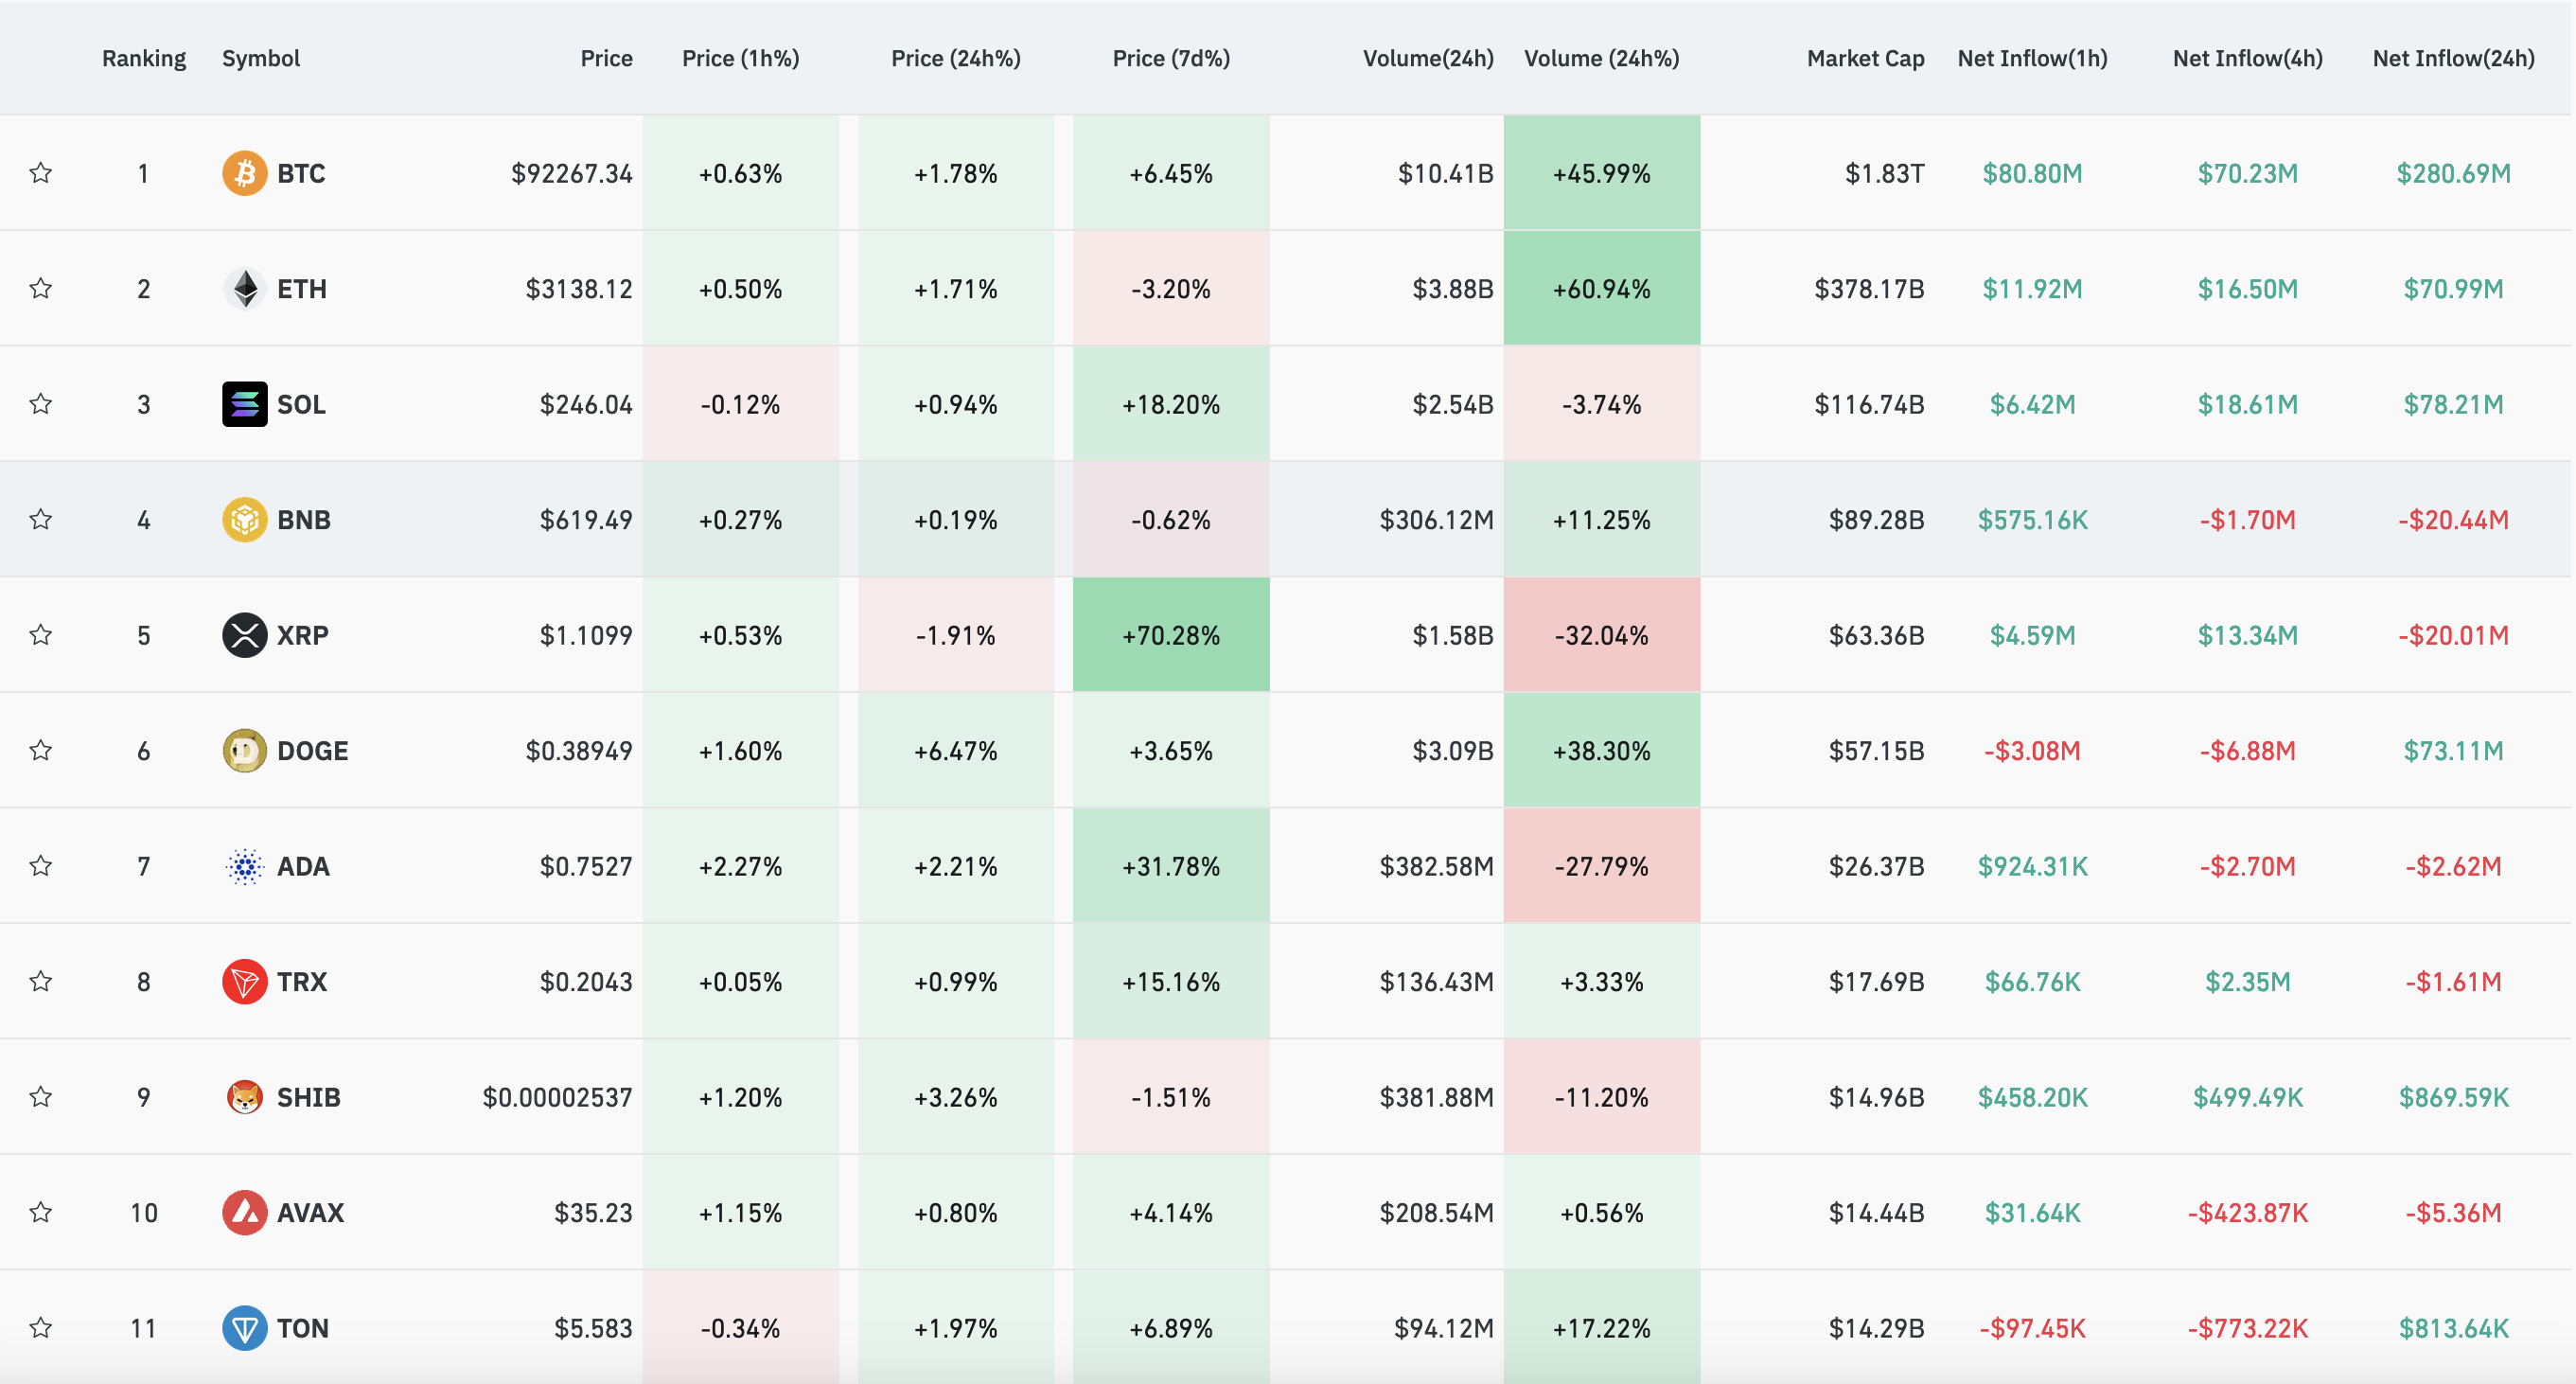 Ranking Symbol Price Price (1h%) Price (24h%) Price (7d%) Volume(24h) Volume (24h%) Market Cap Net Inflow(1h) Net Inflow(4h) Net Inflow(24h)
1 BTC $92267.34 +0.63% +1.78% +6.45% $10.41B +45.99% $1.83T $80.80M $70.23M $280.69M
2 ETH $3138.12 +0.50% +1.71% -3.20% $3.88B +60.94% $378.17B $11.92M $16.50M $70.99M
3 SOL $246.04 -0.12% +0.94% +18.20% $2.54B -3.74% $116.74B $6.42M $18.61M $78.21M
4 BNB $619.49 +0.27% +0.19% -0.62% $306.12M +11.25% $89.28B $575.16K -$1.70M -$20.44M
5 XRP $1.1099 +0.53% -1.91% +70.28% $1.58B -32.04% $63.36B $4.59M $13.34M -$20.01M
6 DOGE $0.38949 +1.60% +6.47% +3.65% $3.09B +38.30% $57.15B -$3.08M -$6.88M $73.11M
7 ADA $0.7527 +2.27% +2.21% +31.78% $382.58M -27.79% $26.37B $924.31K -$2.70M -$2.62M
8 TRX $0.2043 +0.05% +0.99% +15.16% $136.43M +3.33% $17.69B $66.76K $2.35M -$1.61M
9 SHIB $0.00002537 +1.20% +3.26% -1.51% $381.88M -11.20% $14.96B $458.20K $499.49K $869.59K
10 AVAX $35.23 +1.15% +0.80% +4.14% $208.54M +0.56% $14.44B $31.64K -$423.87K -$5.36M
11 TON $5.583 -0.34% +1.97% +6.89% $94.12M +17.22% $14.29B -$97.45K -$773.22K $813.64K